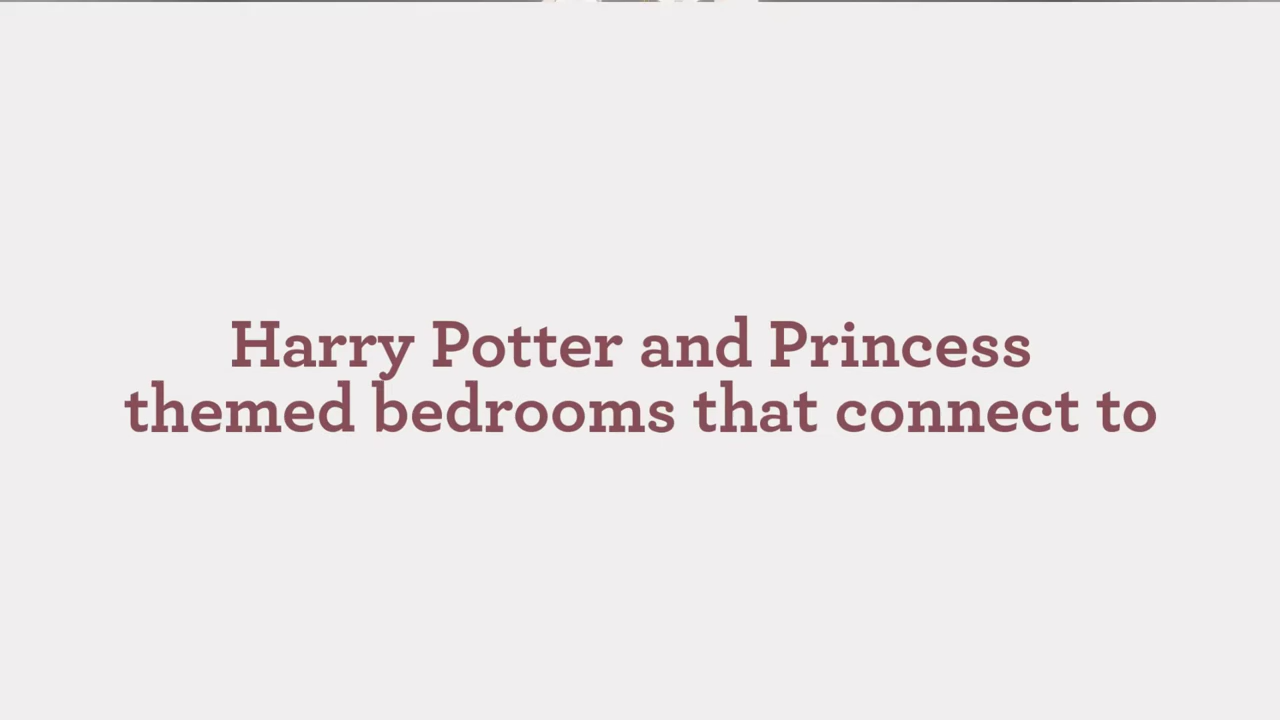 Harry Potter and Princess
themed bedrooms that connect to